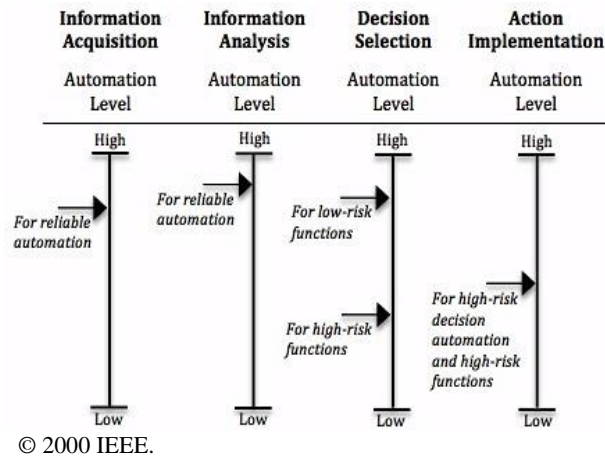 Information Acquisition
Automation Level
High
For reliable
automation
Low
Information Analysis
Automation Level
High
For reliable
automation
Low
Decision Selection
Automation Level
High
For low-risk
functions
For high-risk
functions
Low
Action Implementation
Automation Level
High
For high-risk
decision
automation
and high-risk
functions
Low
© 2000 IEEE.